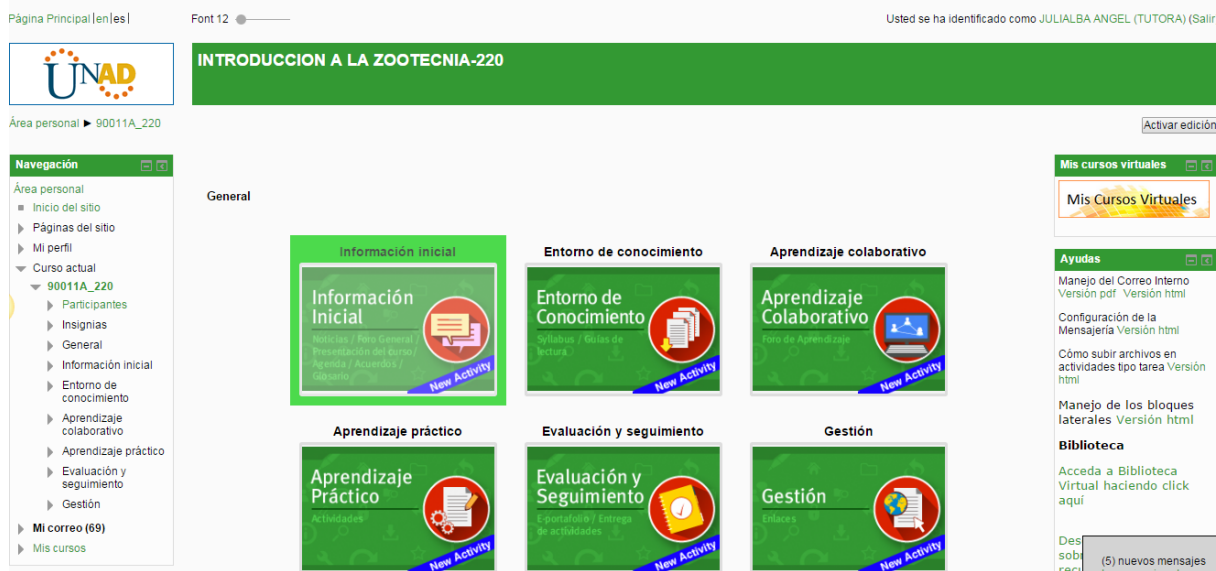 Página Principal|en|es|
Font 12
Usted se ha identificado como JULIALBA ANGEL (TUTORA) (Salir
UNAD
INTRODUCCION A LA ZOOTECNIA-220
Área personal ► 90011A_220
Activar edición
Navegación
Área personal
Inicio del sitio
Páginas del sitio
Mi perfil
Curso actual
90011A_220
Participantes
Insignias
General
Información inicial
Entorno de
conocimiento
Aprendizaje
colaborativo
Aprendizaje práctico
Evaluación y
seguimiento
Gestión
Mi correo (69)
Mis cursos
General
Información inicial
Información
Inicial
Noticias / Foro General /
Presentación del curso/
Agenda / Acuerdos /
Glosario
New Activity
Entorno de conocimiento
Entorno de
Conocimiento
Syllabus / Guías de
lectura
New Activity
Aprendizaje colaborativo
Aprendizaje
Colaborativo
Foro de Aprendizaje
New Activity
Aprendizaje práctico
Aprendizaje
Práctico
Actividades
New Activity
Evaluación y seguimiento
Evaluación y
Seguimiento
E-portafolio / Entrega
de actividades
New Activity
Gestión
Gestión
Enlaces
New Activity
Mis cursos virtuales
Mis Cursos Virtuales
Ayudas
Manejo del Correo Interno
Versión pdf Versión html
Configuración de la
Mensajería Versión html
Cómo subir archivos en
actividades tipo tarea Versión
html
Manejo de los bloques
laterales Versión html
Biblioteca
Acceda a Biblioteca
Virtual haciendo click
aquí
(5) nuevos mensajes